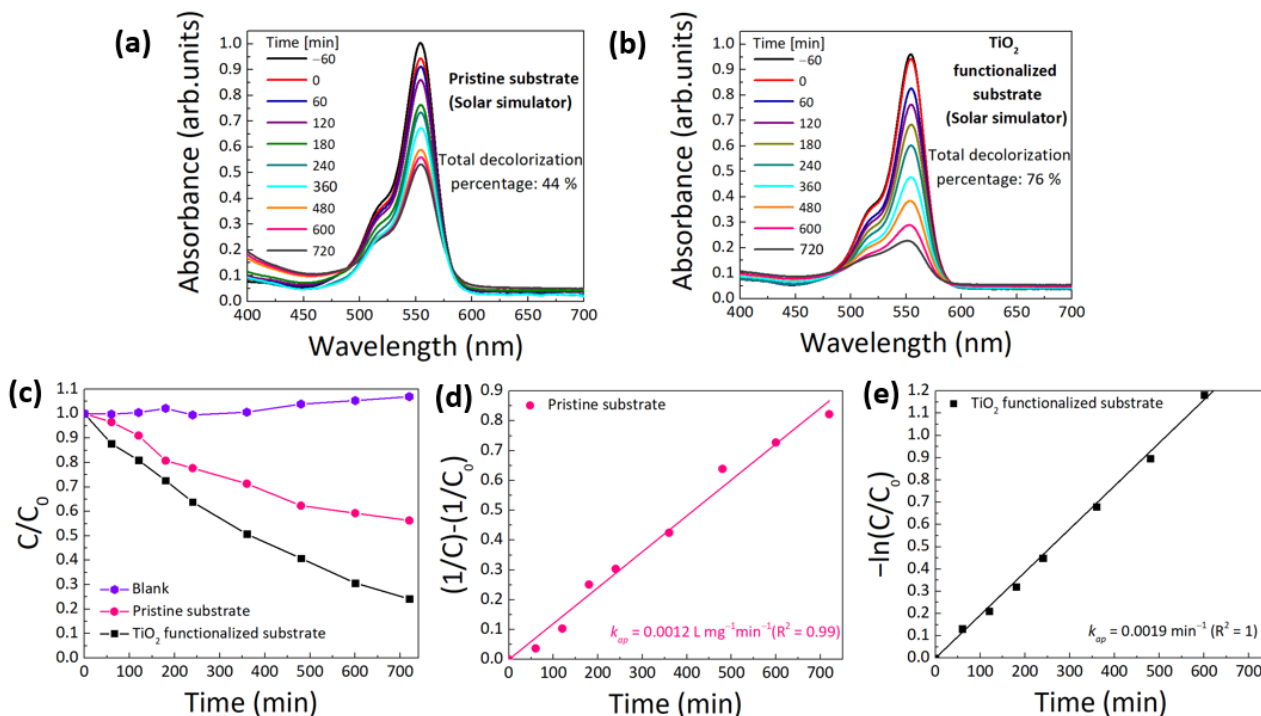 (a)
Absorbance (arb.units)
1.0
0.9
0.8
0.7
0.6
0.5
0.4
0.3
0.2
0.1
0.0
Time [min]
−60
0
60
120
180
240
360
480
600
720
Pristine substrate
(Solar simulator)
Total decolorization
percentage: 44 %
400 450 500 550 600 650 700
Wavelength (nm)
(b)
Absorbance (arb.units)
1.0
0.9
0.8
0.7
0.6
0.5
0.4
0.3
0.2
0.1
0.0
Time [min]
−60
0
60
120
180
240
360
480
600
720
TiO₂
functionalized
substrate
(Solar simulator)
Total decolorization
percentage: 76 %
400 450 500 550 600 650 700
Wavelength (nm)
(c)
C/C₀
1.1
1.0
0.9
0.8
0.7
0.6
0.5
0.4
0.3
0.2
0.1
0.0
Blank
Pristine substrate
TiO₂ functionalized substrate
0 100 200 300 400 500 600 700
Time (min)
(d)
(1/C)-(1/C₀)
0.9
0.8
0.7
0.6
0.5
0.4
0.3
0.2
0.1
0.0
Pristine substrate
kₐₚ = 0.0012 L mg⁻¹min⁻¹(R² = 0.99)
0 100 200 300 400 500 600 700
Time (min)
(e)
−ln(C/C₀)
1.2
1.1
1.0
0.9
0.8
0.7
0.6
0.5
0.4
0.3
0.2
0.1
0.0
TiO₂ functionalized substrate
kₐₚ = 0.0019 min⁻¹ (R² = 1)
0 100 200 300 400 500 600 700
Time (min)